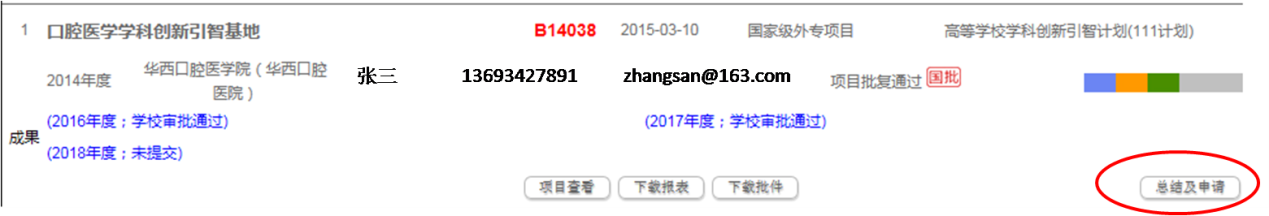 1 口腔医学学科创新引智基地 B14038 2015-03-10 国家级外专项目 高等学校学科创新引智计划(111计划)
2014年度 华西口腔医学院（华西口腔医院） 张三 13693427891 zhangsan@163.com 项目批复通过 国批
成果
(2016年度；学校审批通过) (2017年度；学校审批通过)
(2018年度；未提交)
项目查看 下载报表 下载批件 总结及申请